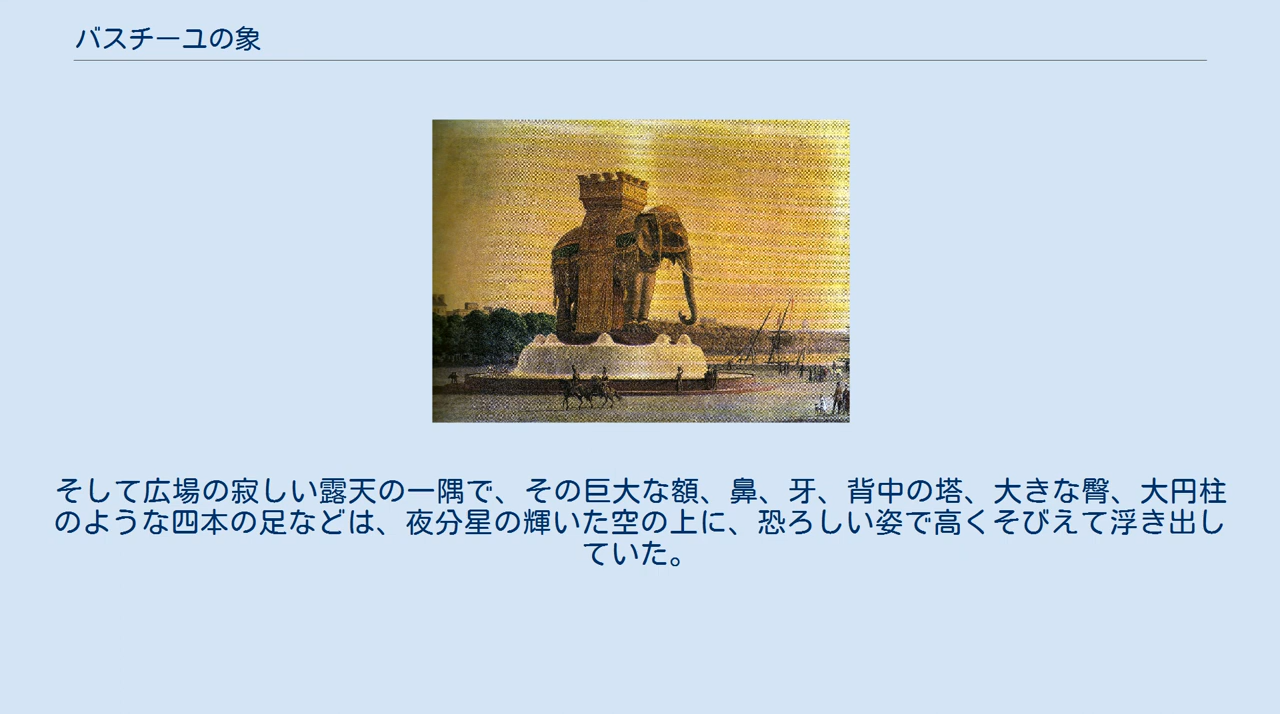 バスチーユの象
そして広場の寂しい露天の一隅で、その巨大な額、鼻、牙、背中の塔、大きな臀、大円柱
のような四本の足などは、夜分星の輝いた空の上に、恐ろしい姿で高くそびえて浮き出し
ていた。